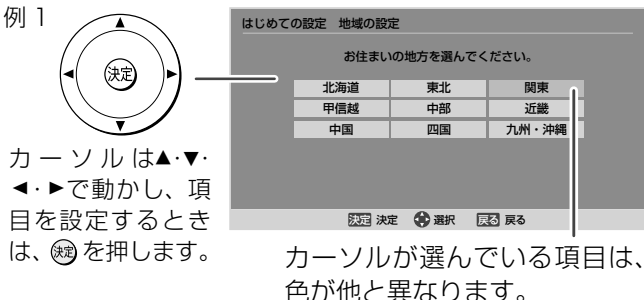 例 1
決定
カーソルは▲・▼・
◄・►で動かし、項
目を設定するとき
は、決定を押します。
はじめての設定 地域の設定
お住まいの地方を選んでください。
北海道 東北 関東
甲信越 中部 近畿
中国 四国 九州・沖縄
決定 決定 選択 戻る 戻る
カーソルが選んでいる項目は、
色が他と異なります。